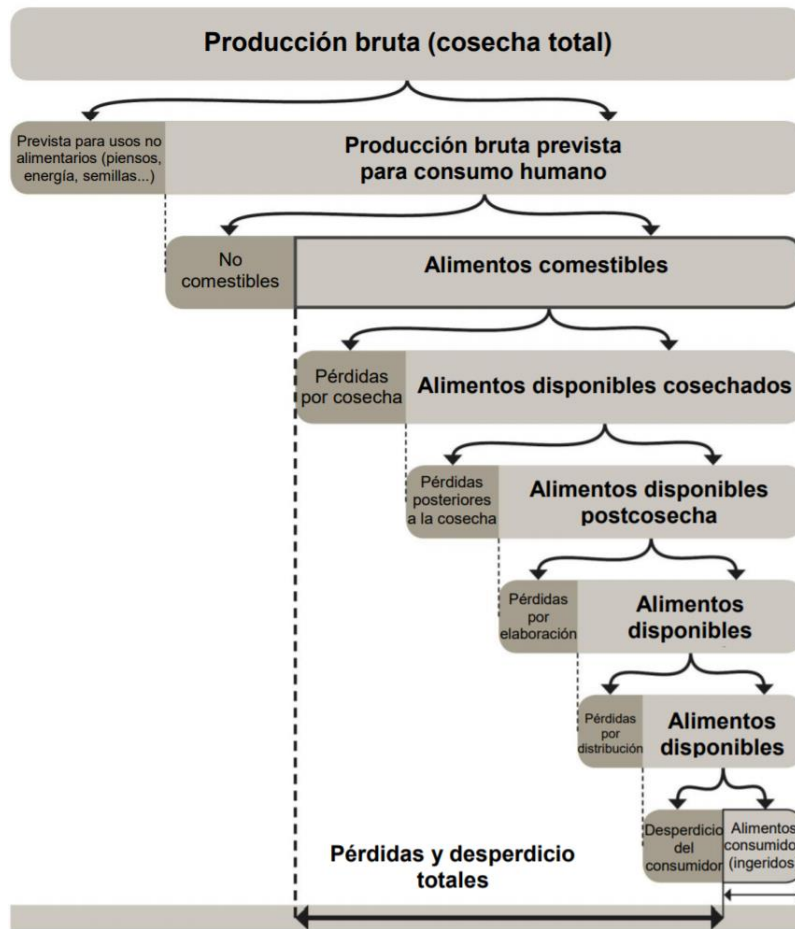 Producción bruta (cosecha total)
Prevista para usos no
alimentarios (piensos,
energía, semillas...)
Producción bruta prevista
para consumo humano
No
comestibles
Alimentos comestibles
Pérdidas
por cosecha
Alimentos disponibles cosechados
Pérdidas
posteriores
a la cosecha
Alimentos disponibles
postcosecha
Pérdidas
por
elaboración
Alimentos
disponibles
Pérdidas
por
distribución
Alimentos
disponibles
Desperdicio
del
consumidor
Alimentos
consumido
(ingeridos
Pérdidas y desperdicio
totales